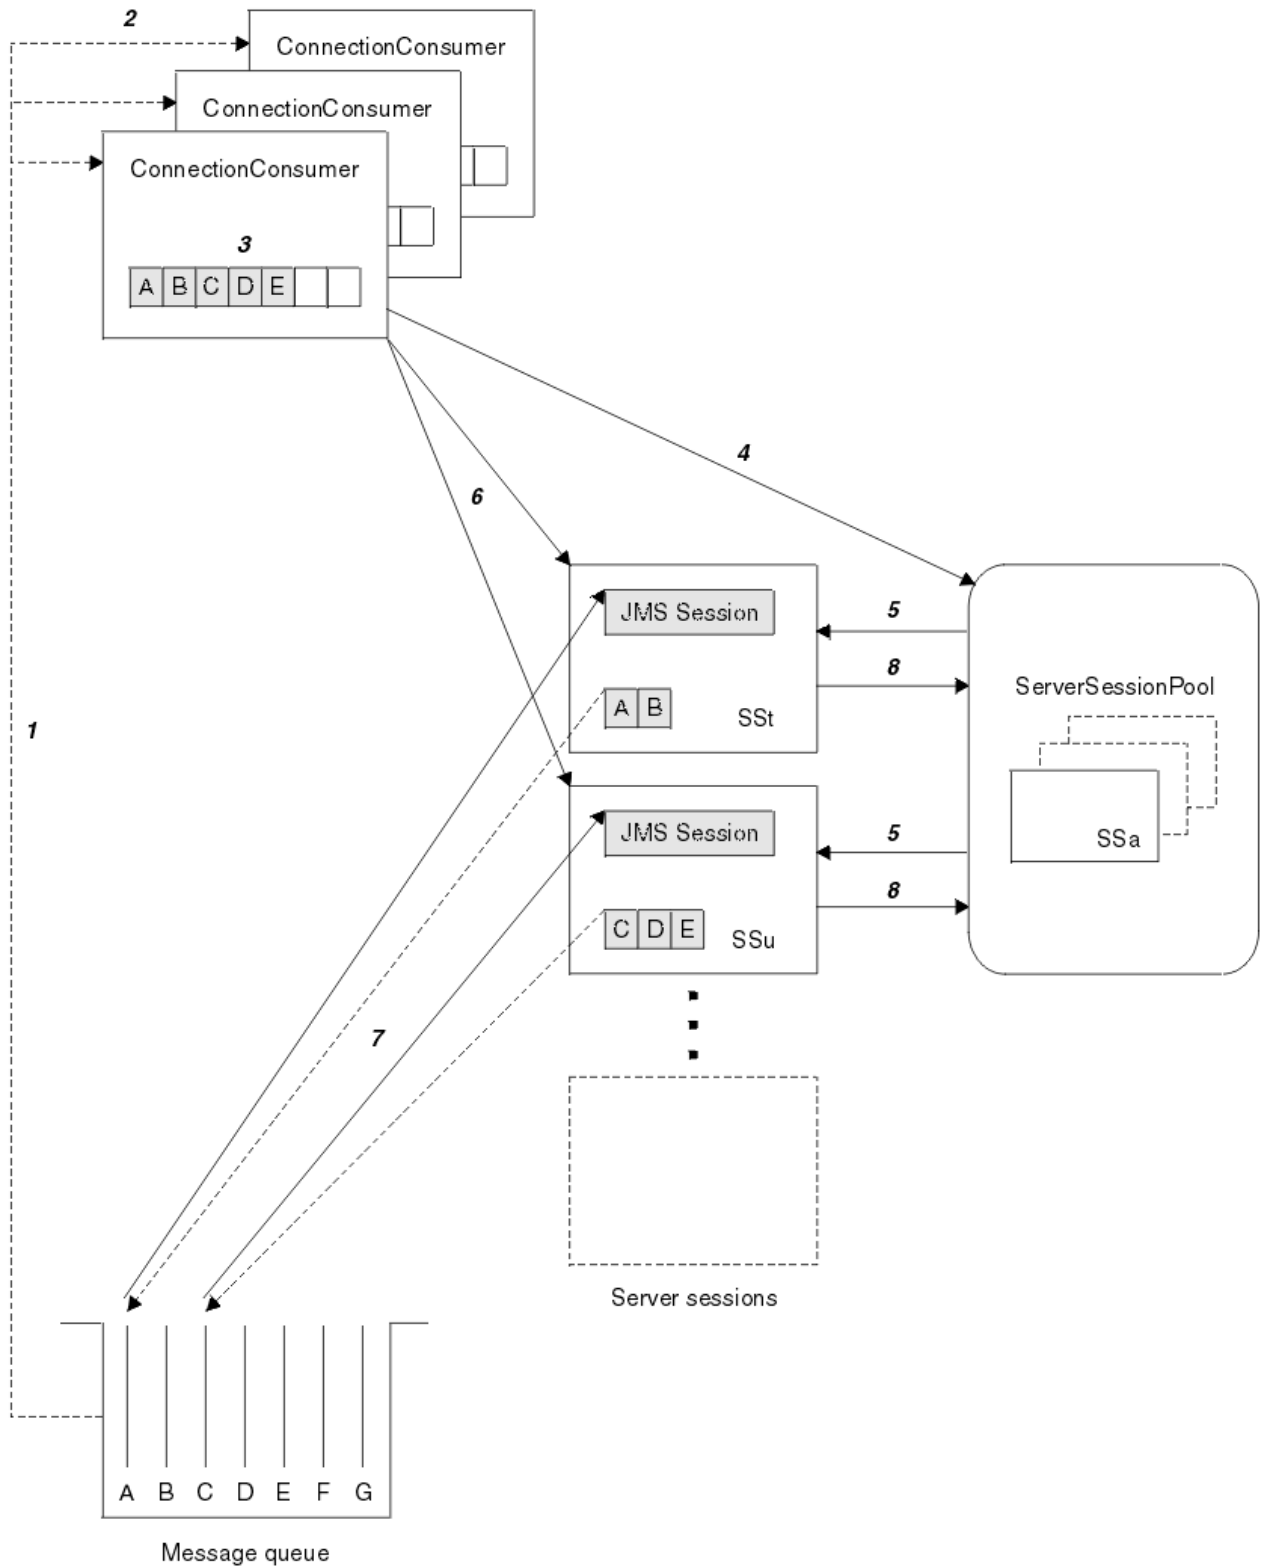 2
ConnectionConsumer
ConnectionConsumer
ConnectionConsumer
3
A B C D E
4
6
JMS Session
5
8
A B
SSt
ServerSessionPool
1
JMS Session
5
SSa
8
C D E
SSu
7
Server sessions
A B C D E F G
Message queue